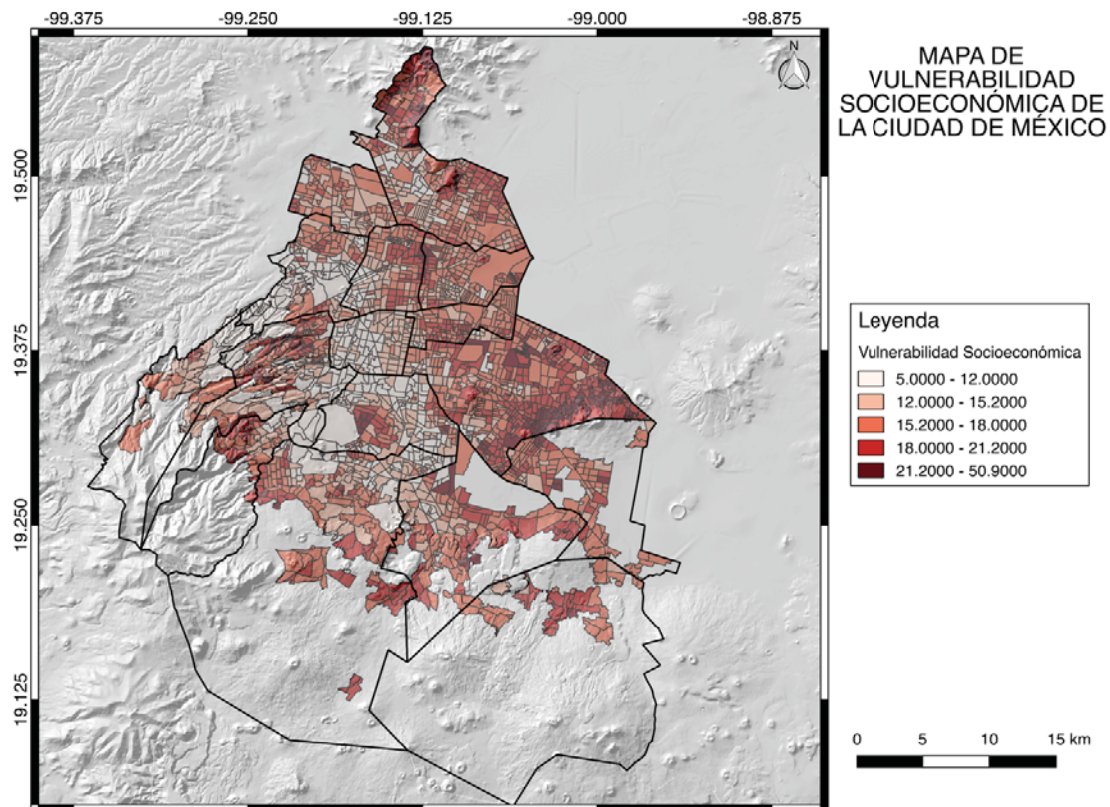 -99.375 -99.250 -99.125 -99.000 -98.875
N
19.500
19.375
19.250
19.125
MAPA DE
VULNERABILIDAD
SOCIOECONÓMICA DE
LA CIUDAD DE MÉXICO
Leyenda
Vulnerabilidad Socioeconómica
5.0000 - 12.0000
12.0000 - 15.2000
15.2000 - 18.0000
18.0000 - 21.2000
21.2000 - 50.9000
0 5 10 15 km